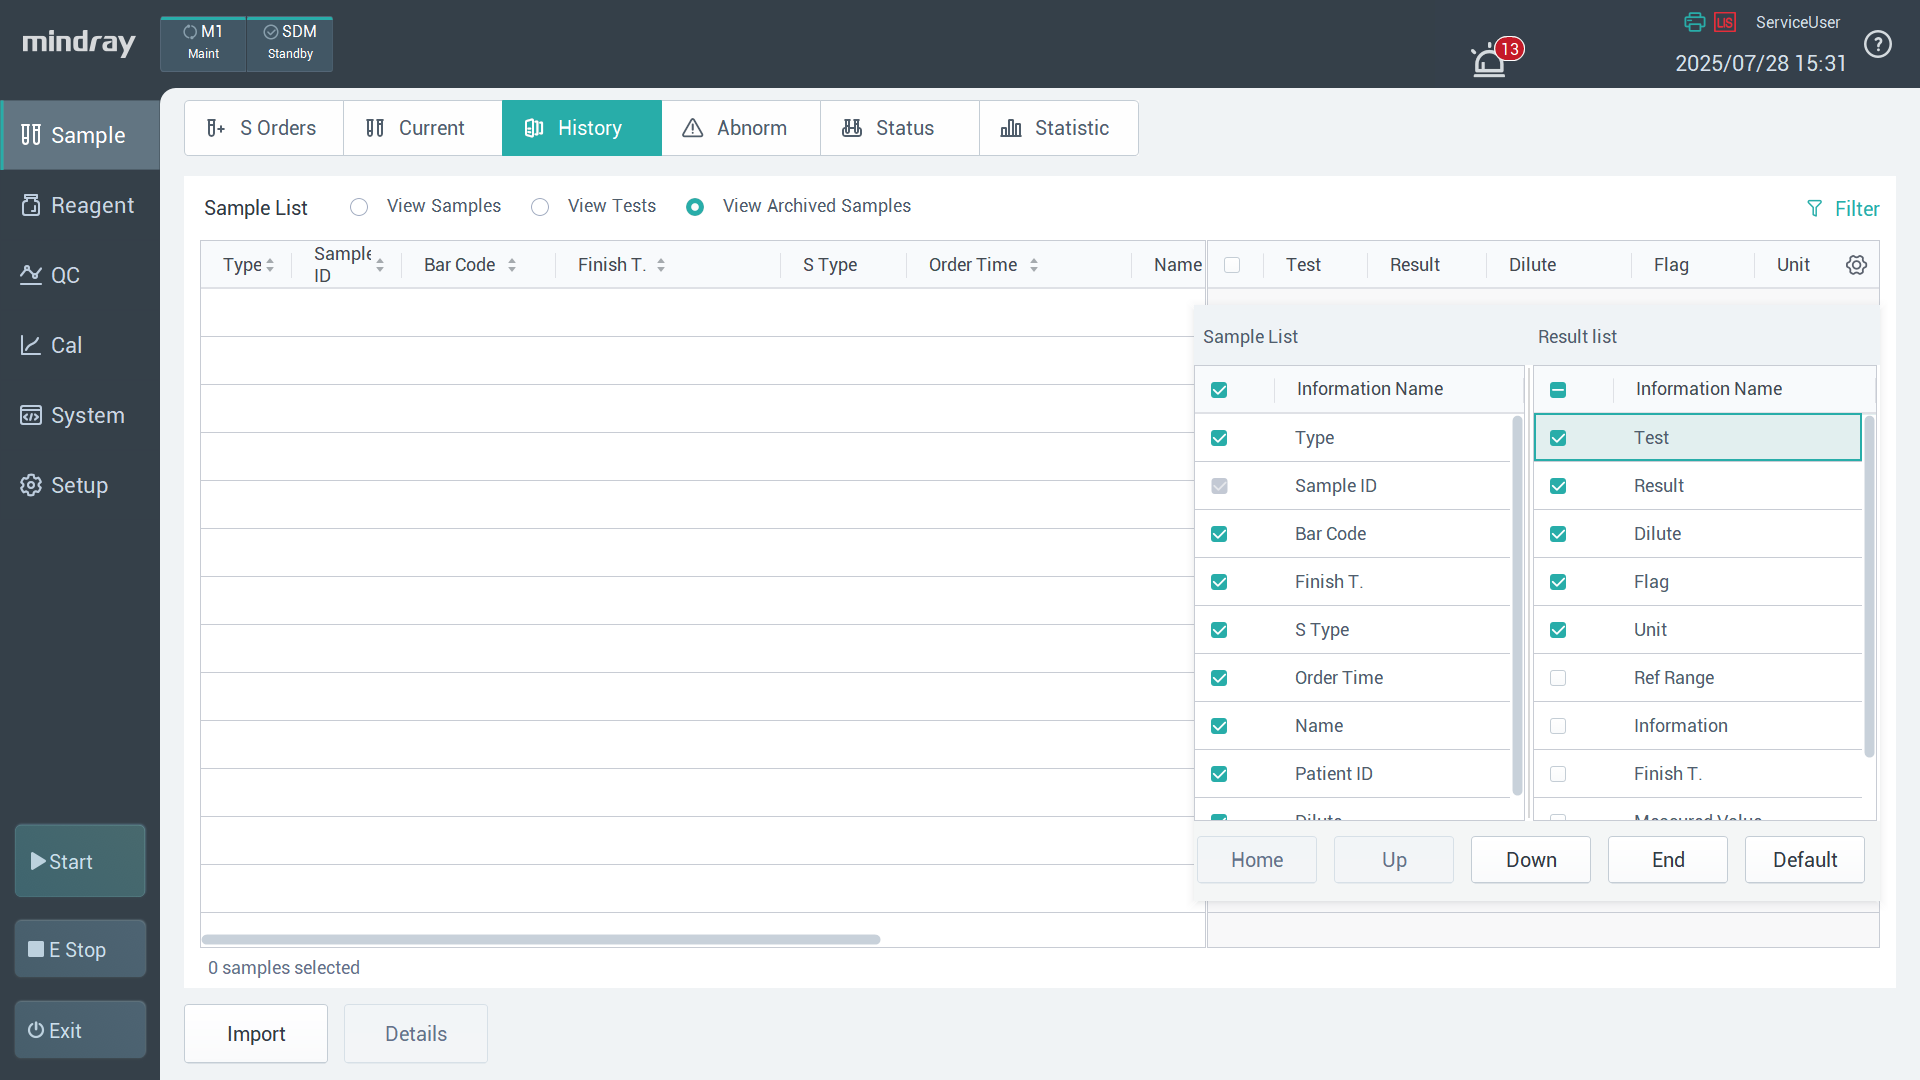 mindray
M1
Maint
SDM
Standby
13
LIS
ServiceUser
2025/07/28 15:31
?
Sample
Reagent
QC
Cal
System
Setup
Start
E Stop
Exit
S Orders
Current
History
Abnorm
Status
Statistic
Sample List
View Samples
View Tests
View Archived Samples
Filter
Type
Sample
ID
Bar Code
Finish T.
S Type
Order Time
Name
Test
Result
Dilute
Flag
Unit
Sample List
Information Name
Type
Sample ID
Bar Code
Finish T.
S Type
Order Time
Name
Patient ID
Dilute
Result list
Information Name
Test
Result
Dilute
Flag
Unit
Ref Range
Information
Finish T.
Measured Value
Home
Up
Down
End
Default
0 samples selected
Import
Details